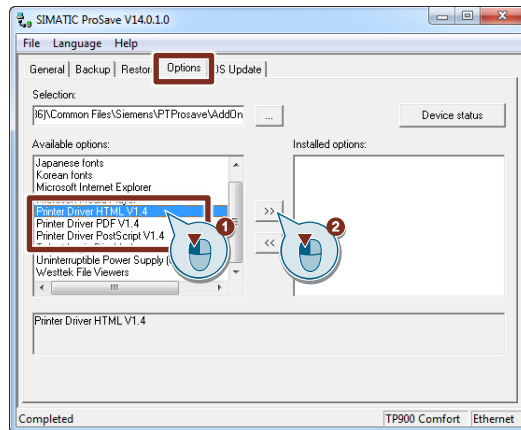 SIMATIC ProSave V14.0.1.0
File Language Help
General Backup Restor Options OS Update
Selection:
36)\Common Files\Siemens\PTProsave\AddOn ... Device status
Available options: Installed options:
Japanese fonts
Korean fonts
Microsoft Internet Explorer
Printer Driver HTML V1.4 >>
Printer Driver PDF V1.4 1 2
Printer Driver PostScript V1.4 <<
Uninterruptible Power Supply (
Westtek File Viewers
Printer Driver HTML V1.4
Completed TP900 Comfort Ethernet